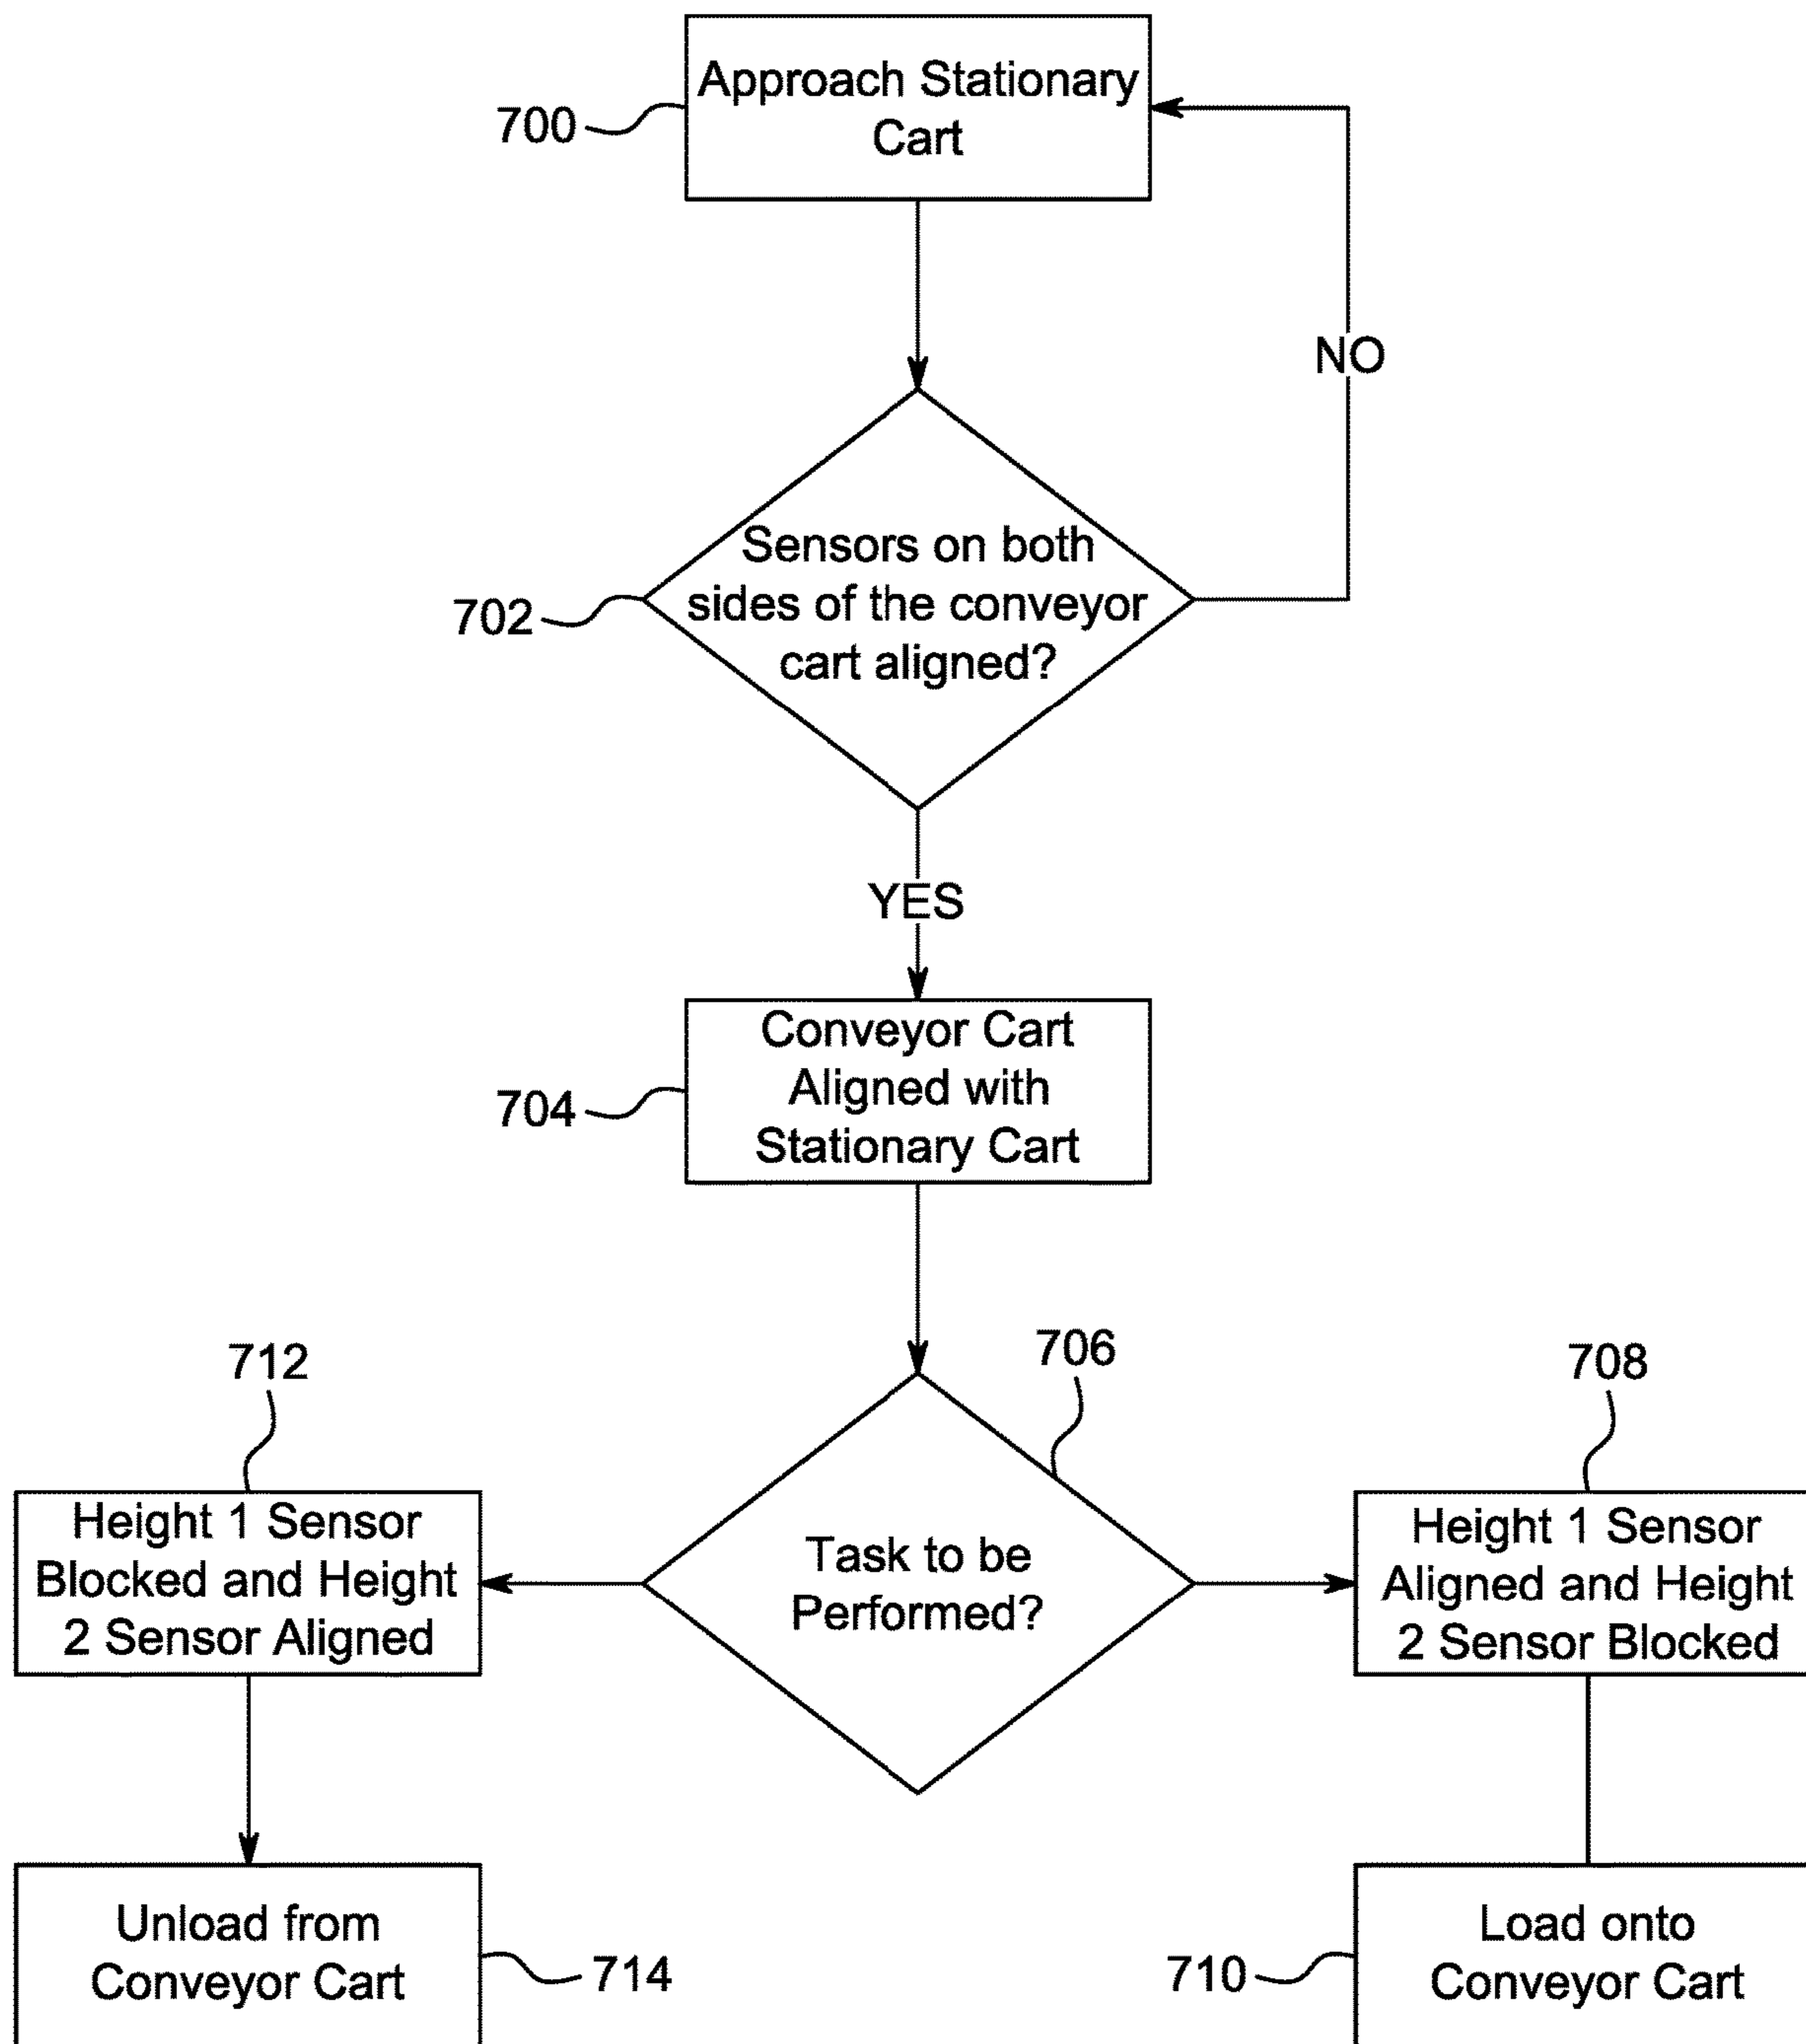 Approach Stationary
Cart
700
NO
Sensors on both
sides of the conveyor
cart aligned?
702
YES
Conveyor Cart
Aligned with
Stationary Cart
704
706
Task to be
Performed?
712
Height 1 Sensor
Blocked and Height
2 Sensor Aligned
708
Height 1 Sensor
Aligned and Height
2 Sensor Blocked
Unload from
Conveyor Cart
714
710
Load onto
Conveyor Cart